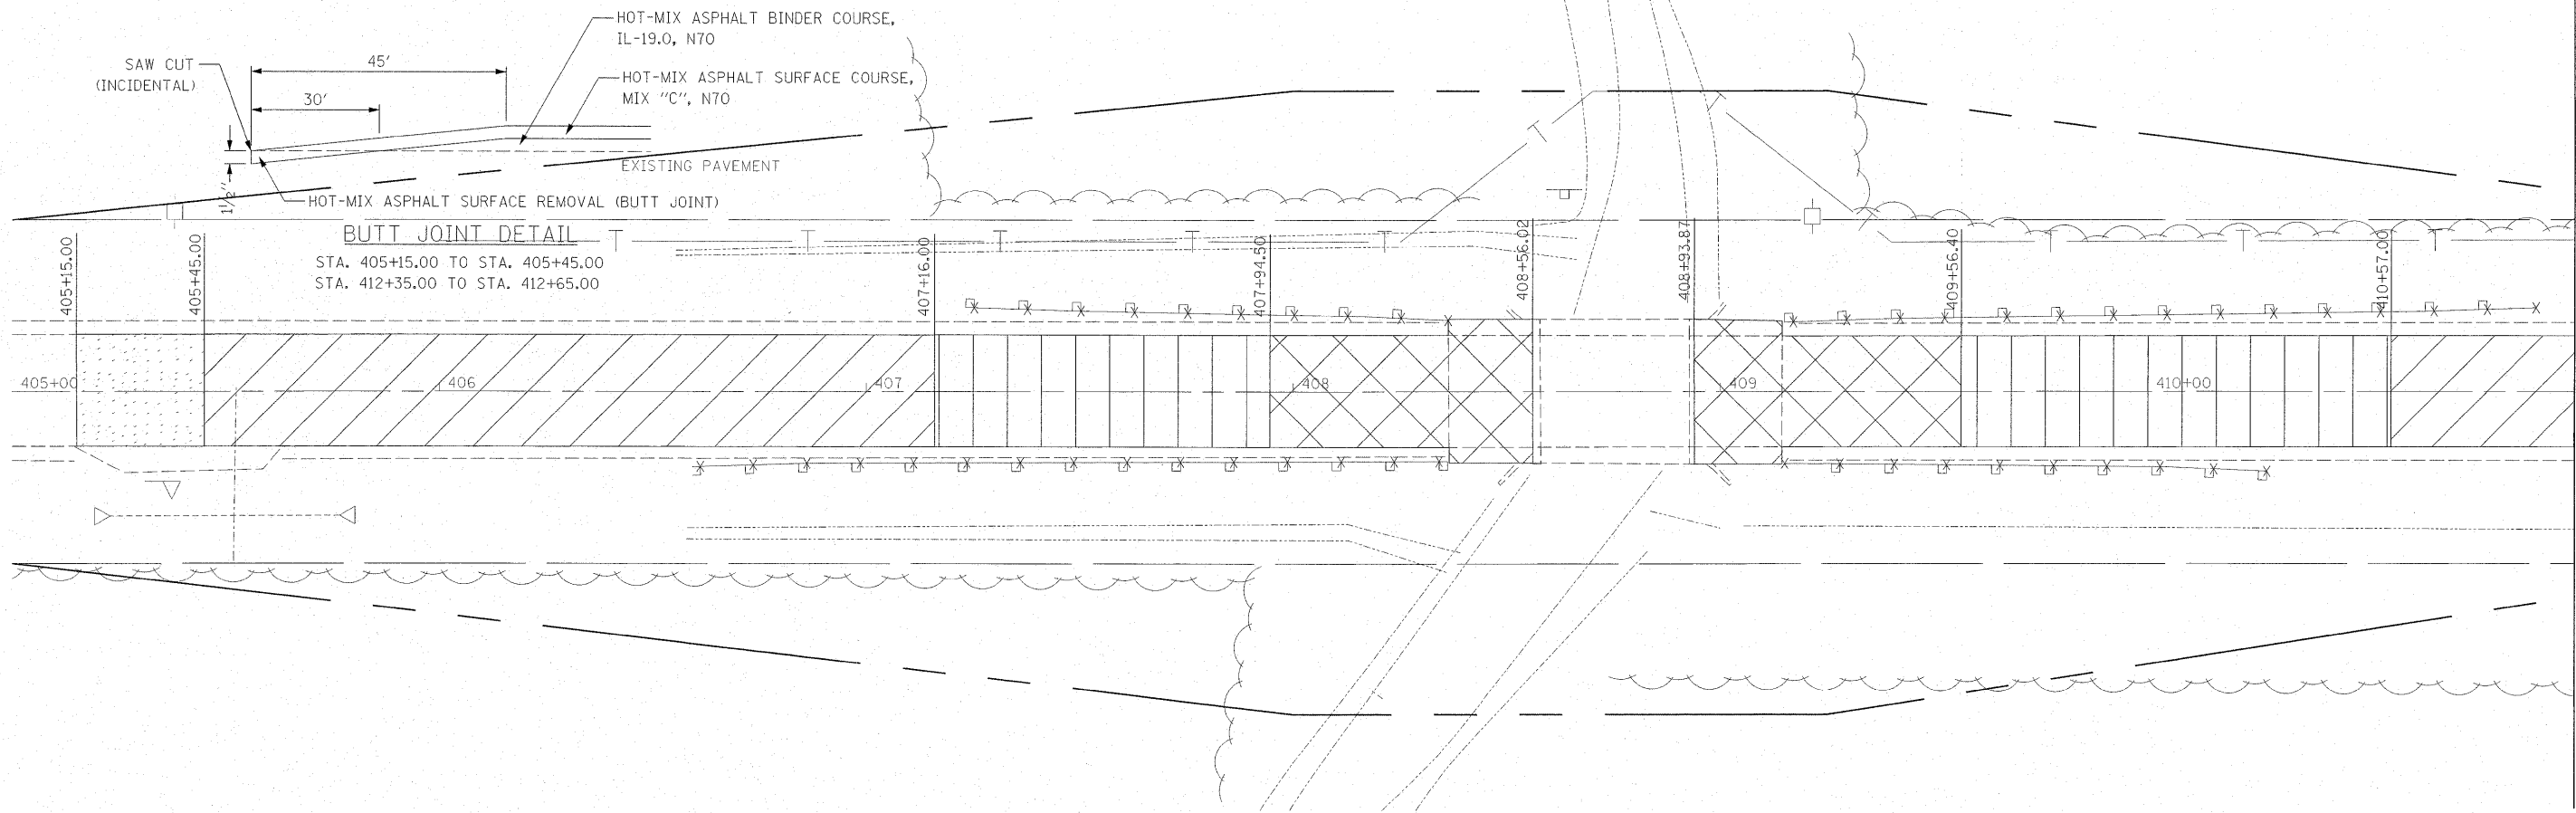 HOT-MIX ASPHALT BINDER COURSE,
IL-19.0, N70
SAW CUT
(INCIDENTAL)
45'
HOT-MIX ASPHALT SURFACE COURSE,
MIX "C", N70
30'
EXISTING PAVEMENT
1½"
HOT-MIX ASPHALT SURFACE REMOVAL (BUTT JOINT)
BUTT JOINT DETAIL
STA. 405+15.00 TO STA. 405+45.00
STA. 412+35.00 TO STA. 412+65.00
405+15.00
405+45.00
407+16.00
407+94.50
408+56.02
408+93.87
409+56.40
410+57.00
405+00
406
407
408
409
410+00